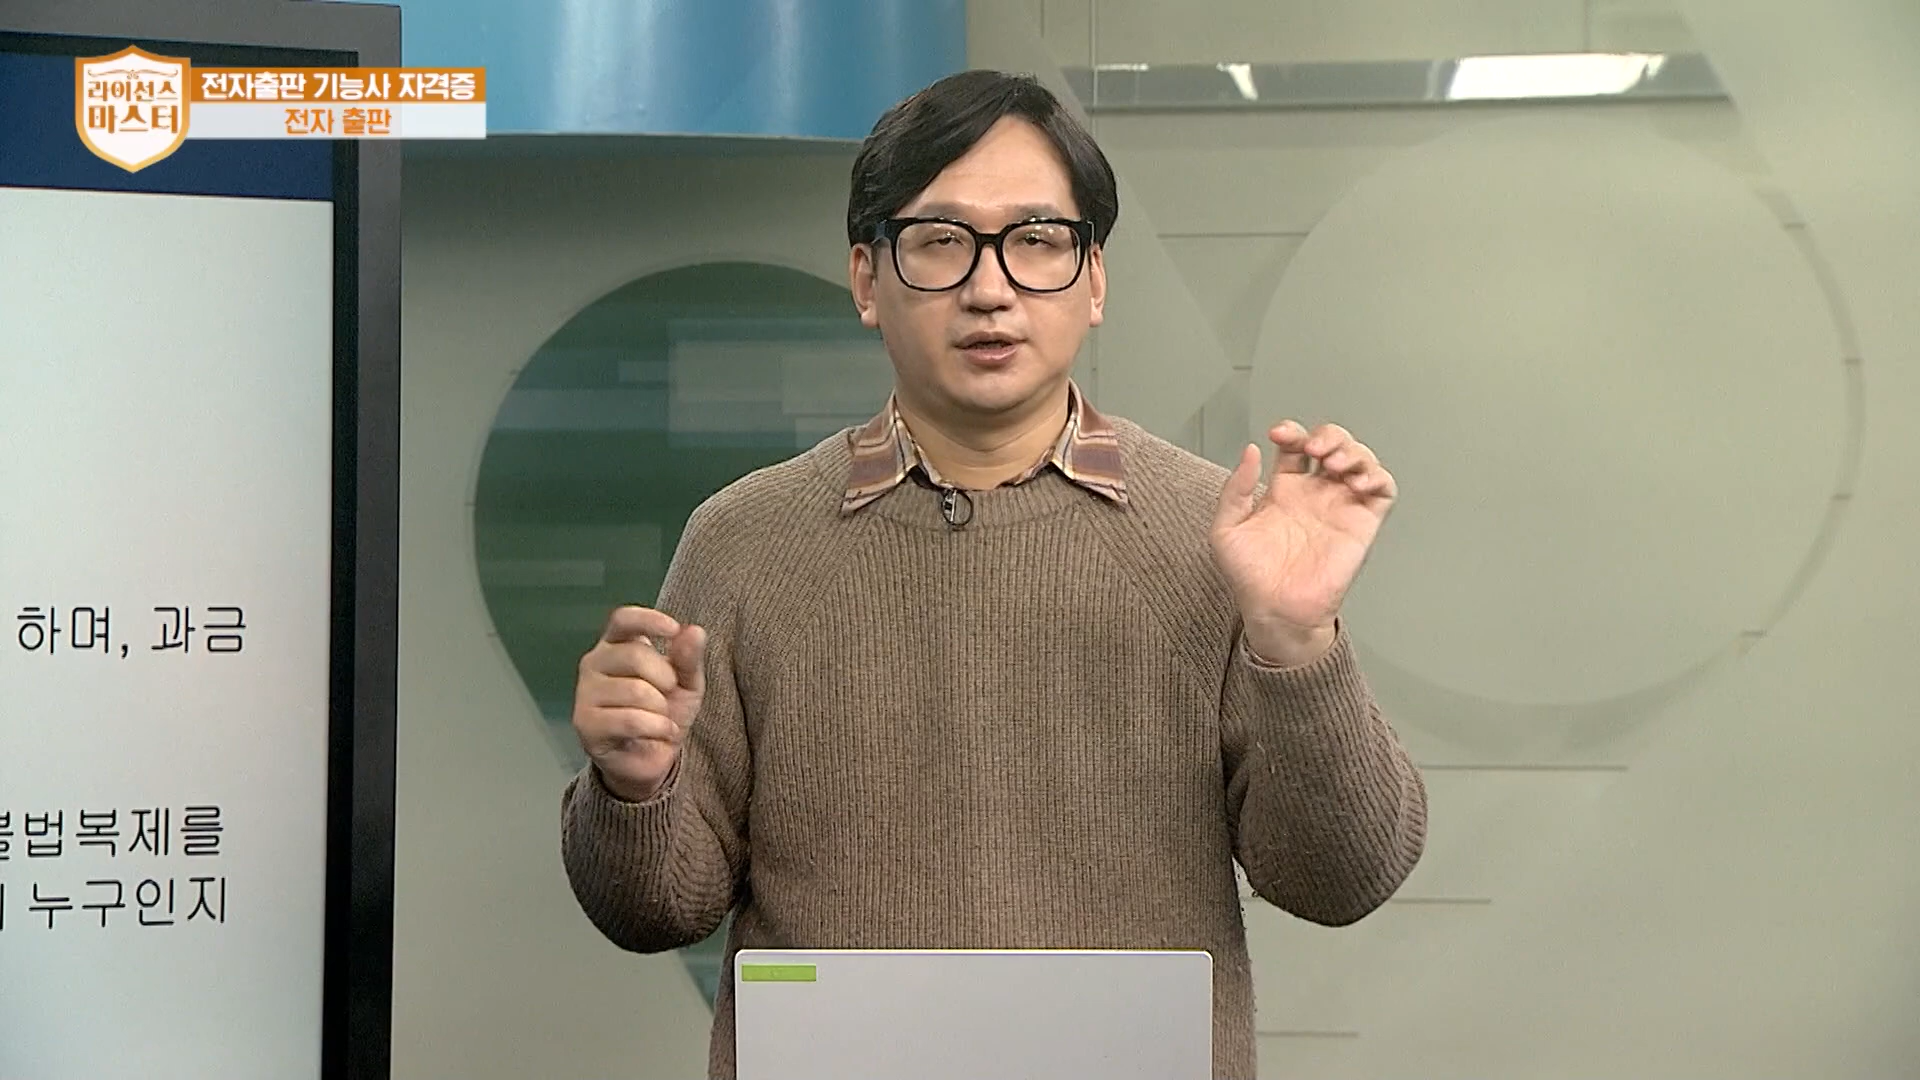 라이선스
마스터
전자출판 기능사 자격증
전자 출판
하며, 과금
불법복제를
누구인지